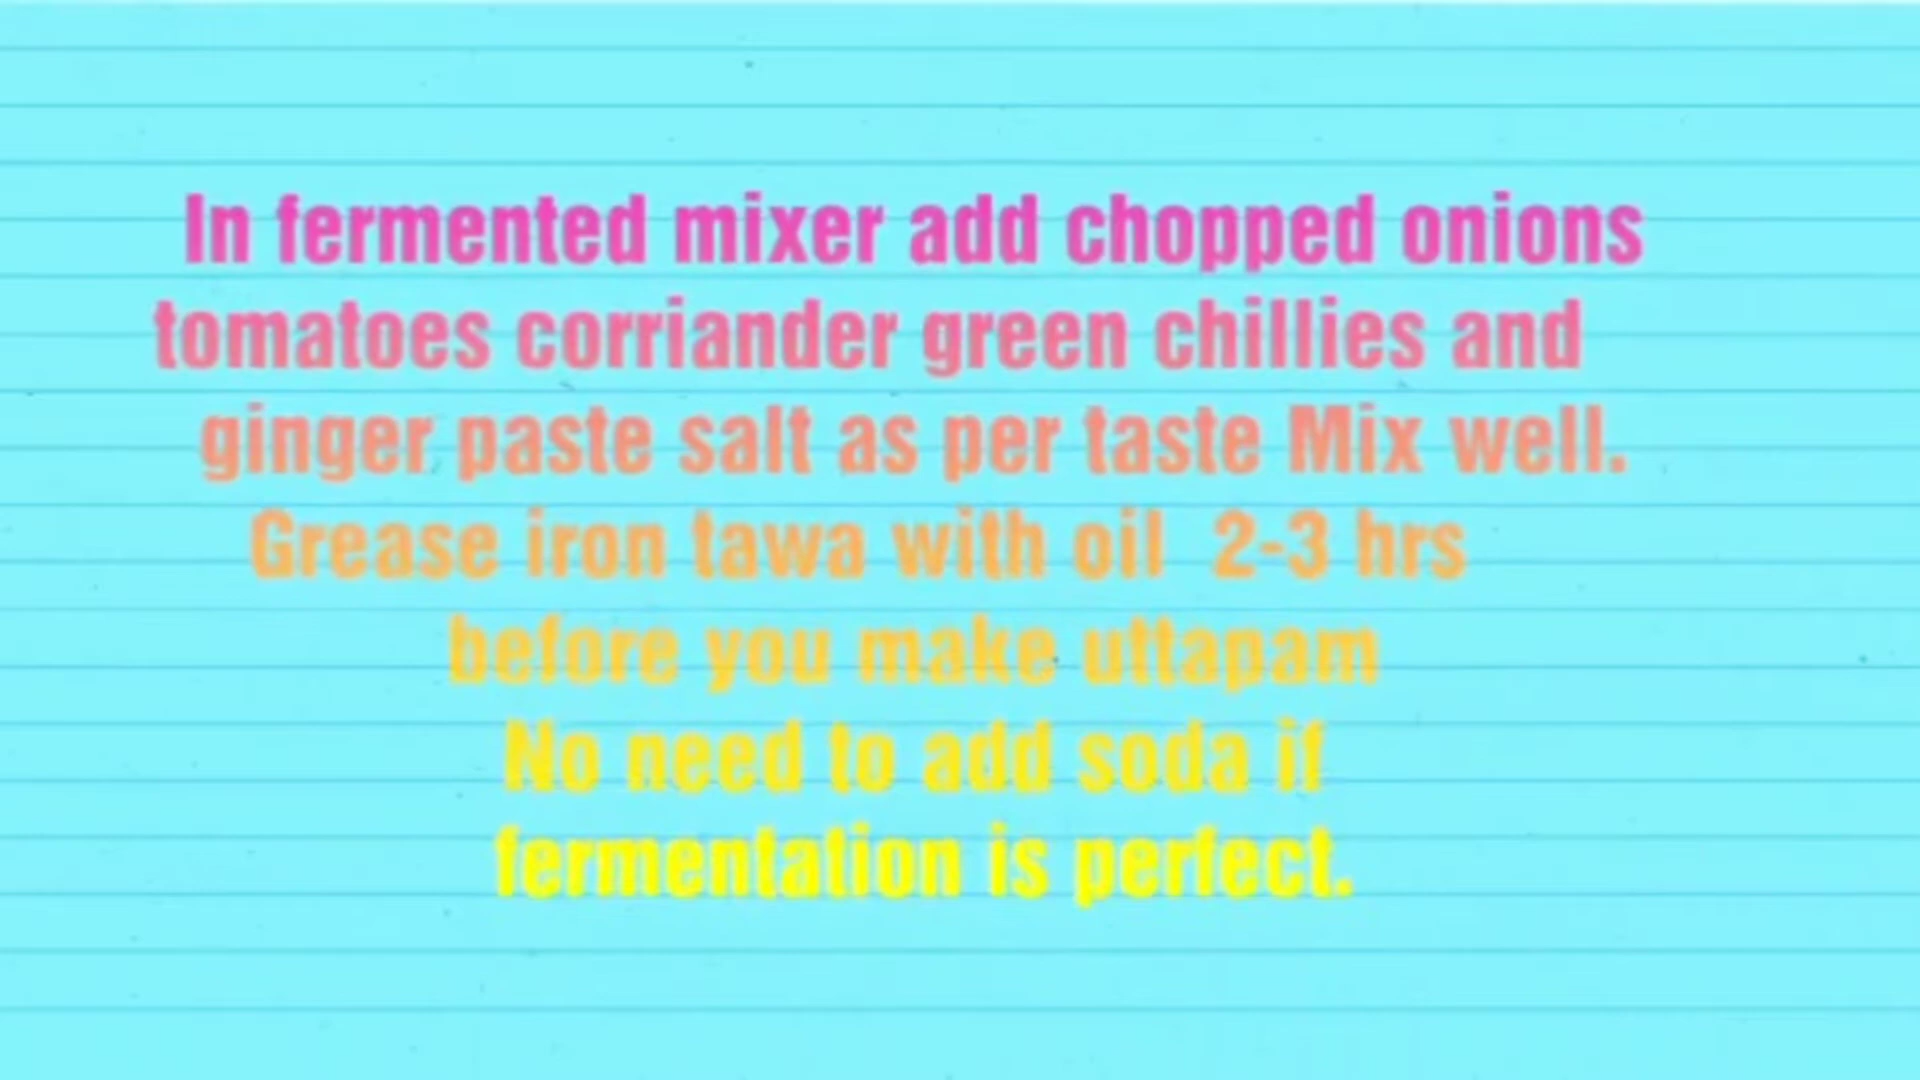 In fermented mixer add chopped onions
tomatoes corriander green chillies and
ginger paste salt as per taste Mix well.
Grease iron tawa with oil  2-3 hrs
before you make uttapam
No need to add soda if
fermentation is perfect.